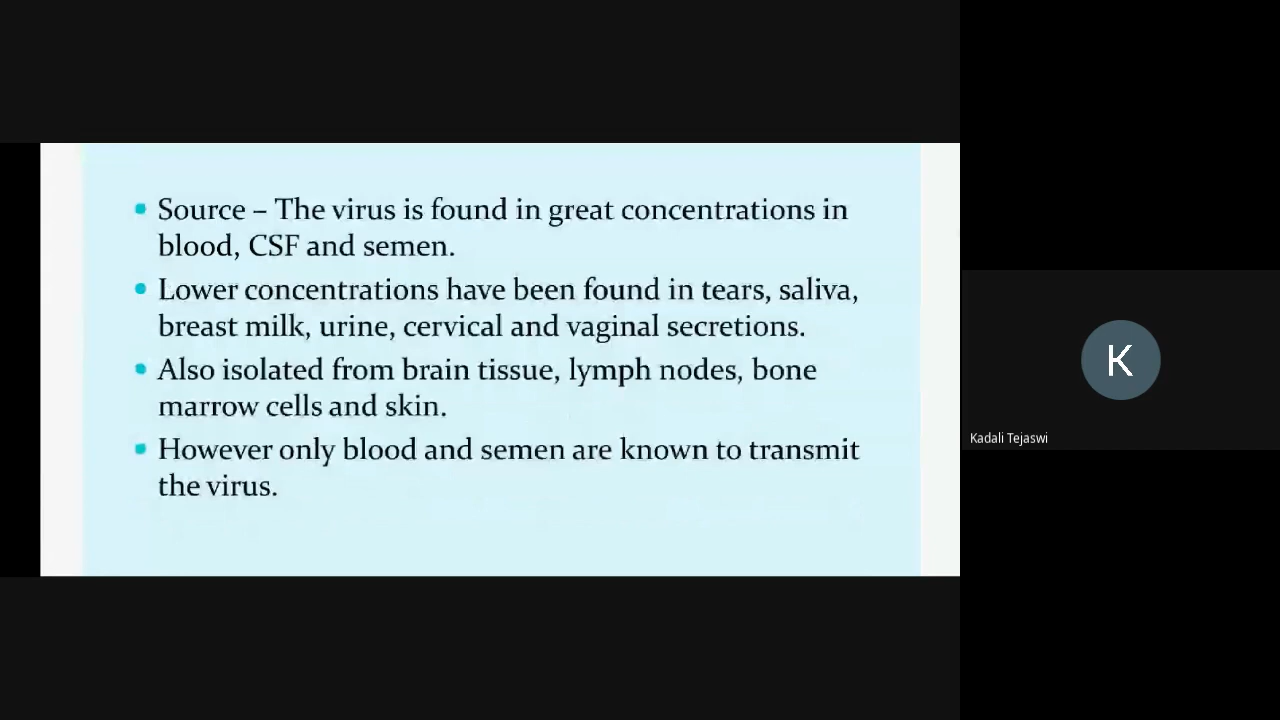 Source – The virus is found in great concentrations in
blood, CSF and semen.
Lower concentrations have been found in tears, saliva,
breast milk, urine, cervical and vaginal secretions.
Also isolated from brain tissue, lymph nodes, bone
marrow cells and skin.
However only blood and semen are known to transmit
the virus.
K
Kadali Tejaswi